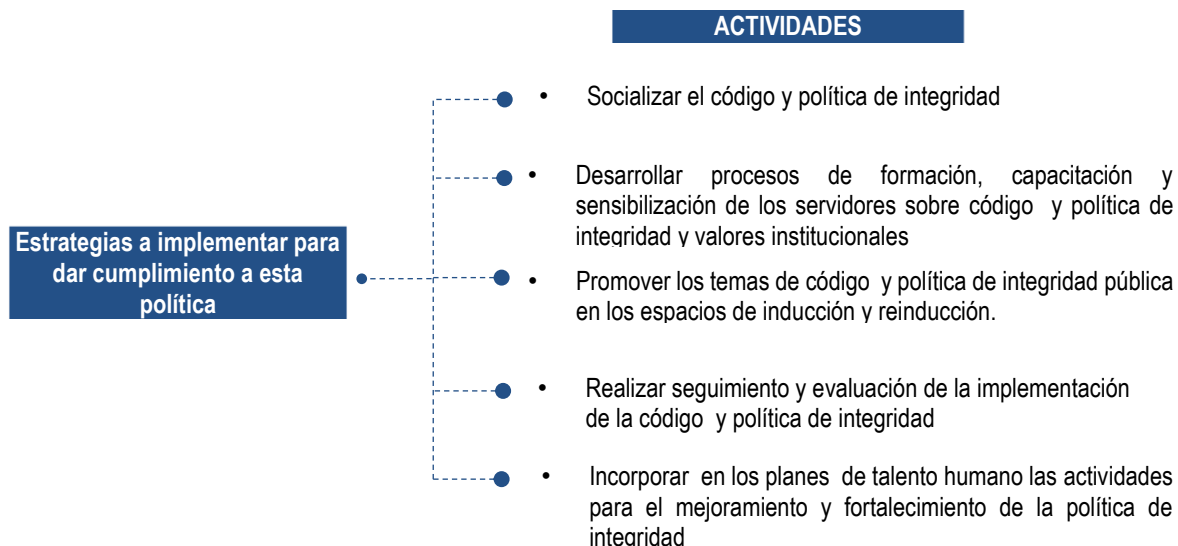 ACTIVIDADES
• Socializar el código y política de integridad
• Desarrollar procesos de formación, capacitación y
sensibilización de los servidores sobre código y política de
integridad y valores institucionales
Estrategias a implementar para
dar cumplimiento a esta
política
• Promover los temas de código y política de integridad pública
en los espacios de inducción y reinducción.
• Realizar seguimiento y evaluación de la implementación
de la código y política de integridad
• Incorporar en los planes de talento humano las actividades
para el mejoramiento y fortalecimiento de la política de
integridad